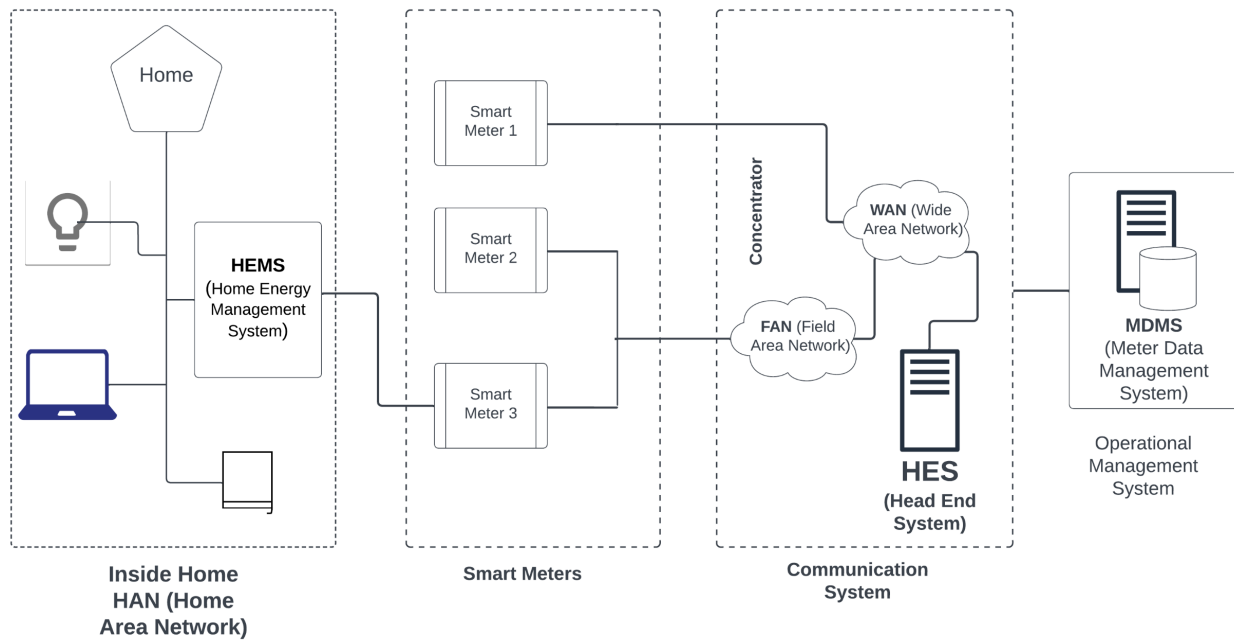 Home
HEMS
(Home Energy
Management
System)
Inside Home
HAN (Home
Area Network)
Smart
Meter 1
Smart
Meter 2
Smart
Meter 3
Smart Meters
Concentrator
WAN (Wide
Area Network)
FAN (Field
Area Network)
HES
(Head End
System)
Communication
System
MDMS
(Meter Data
Management
System)
Operational
Management
System